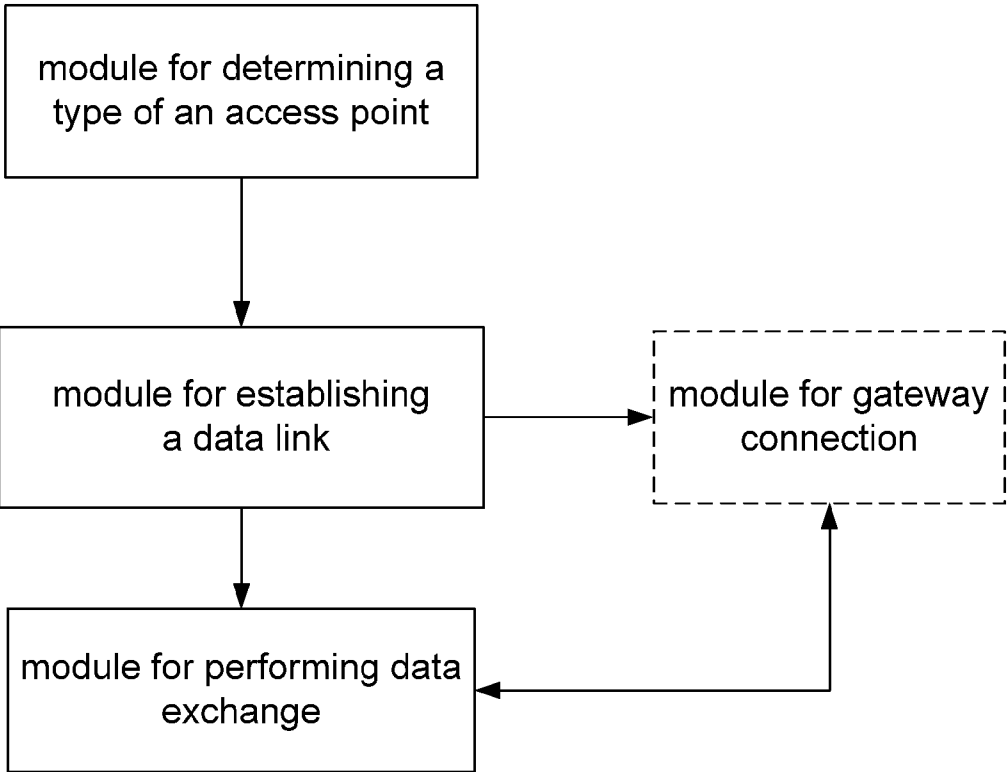 module for determining a
type of an access point
module for establishing
a data link
module for gateway
connection
module for performing data
exchange